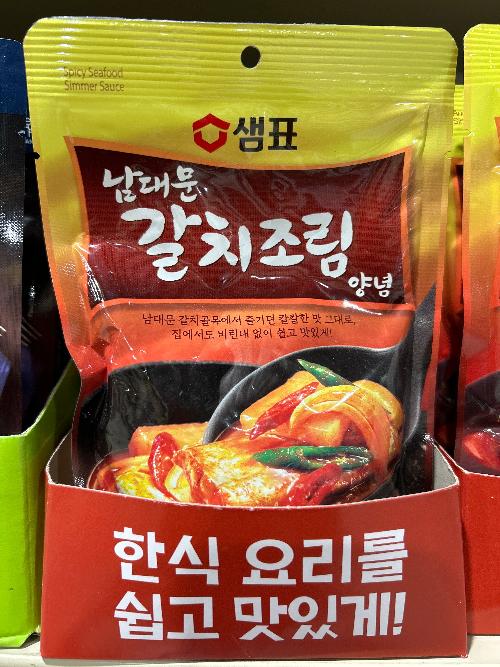 Spicy Seafood
Simmer Sauce
샘표
남대문
갈치조림
양념
남대문 갈치골목에서 즐기던 칼칼한 맛 그대로,
집에서도 비린내 없이 쉽고 맛있게!
한식 요리를
쉽고 맛있게!